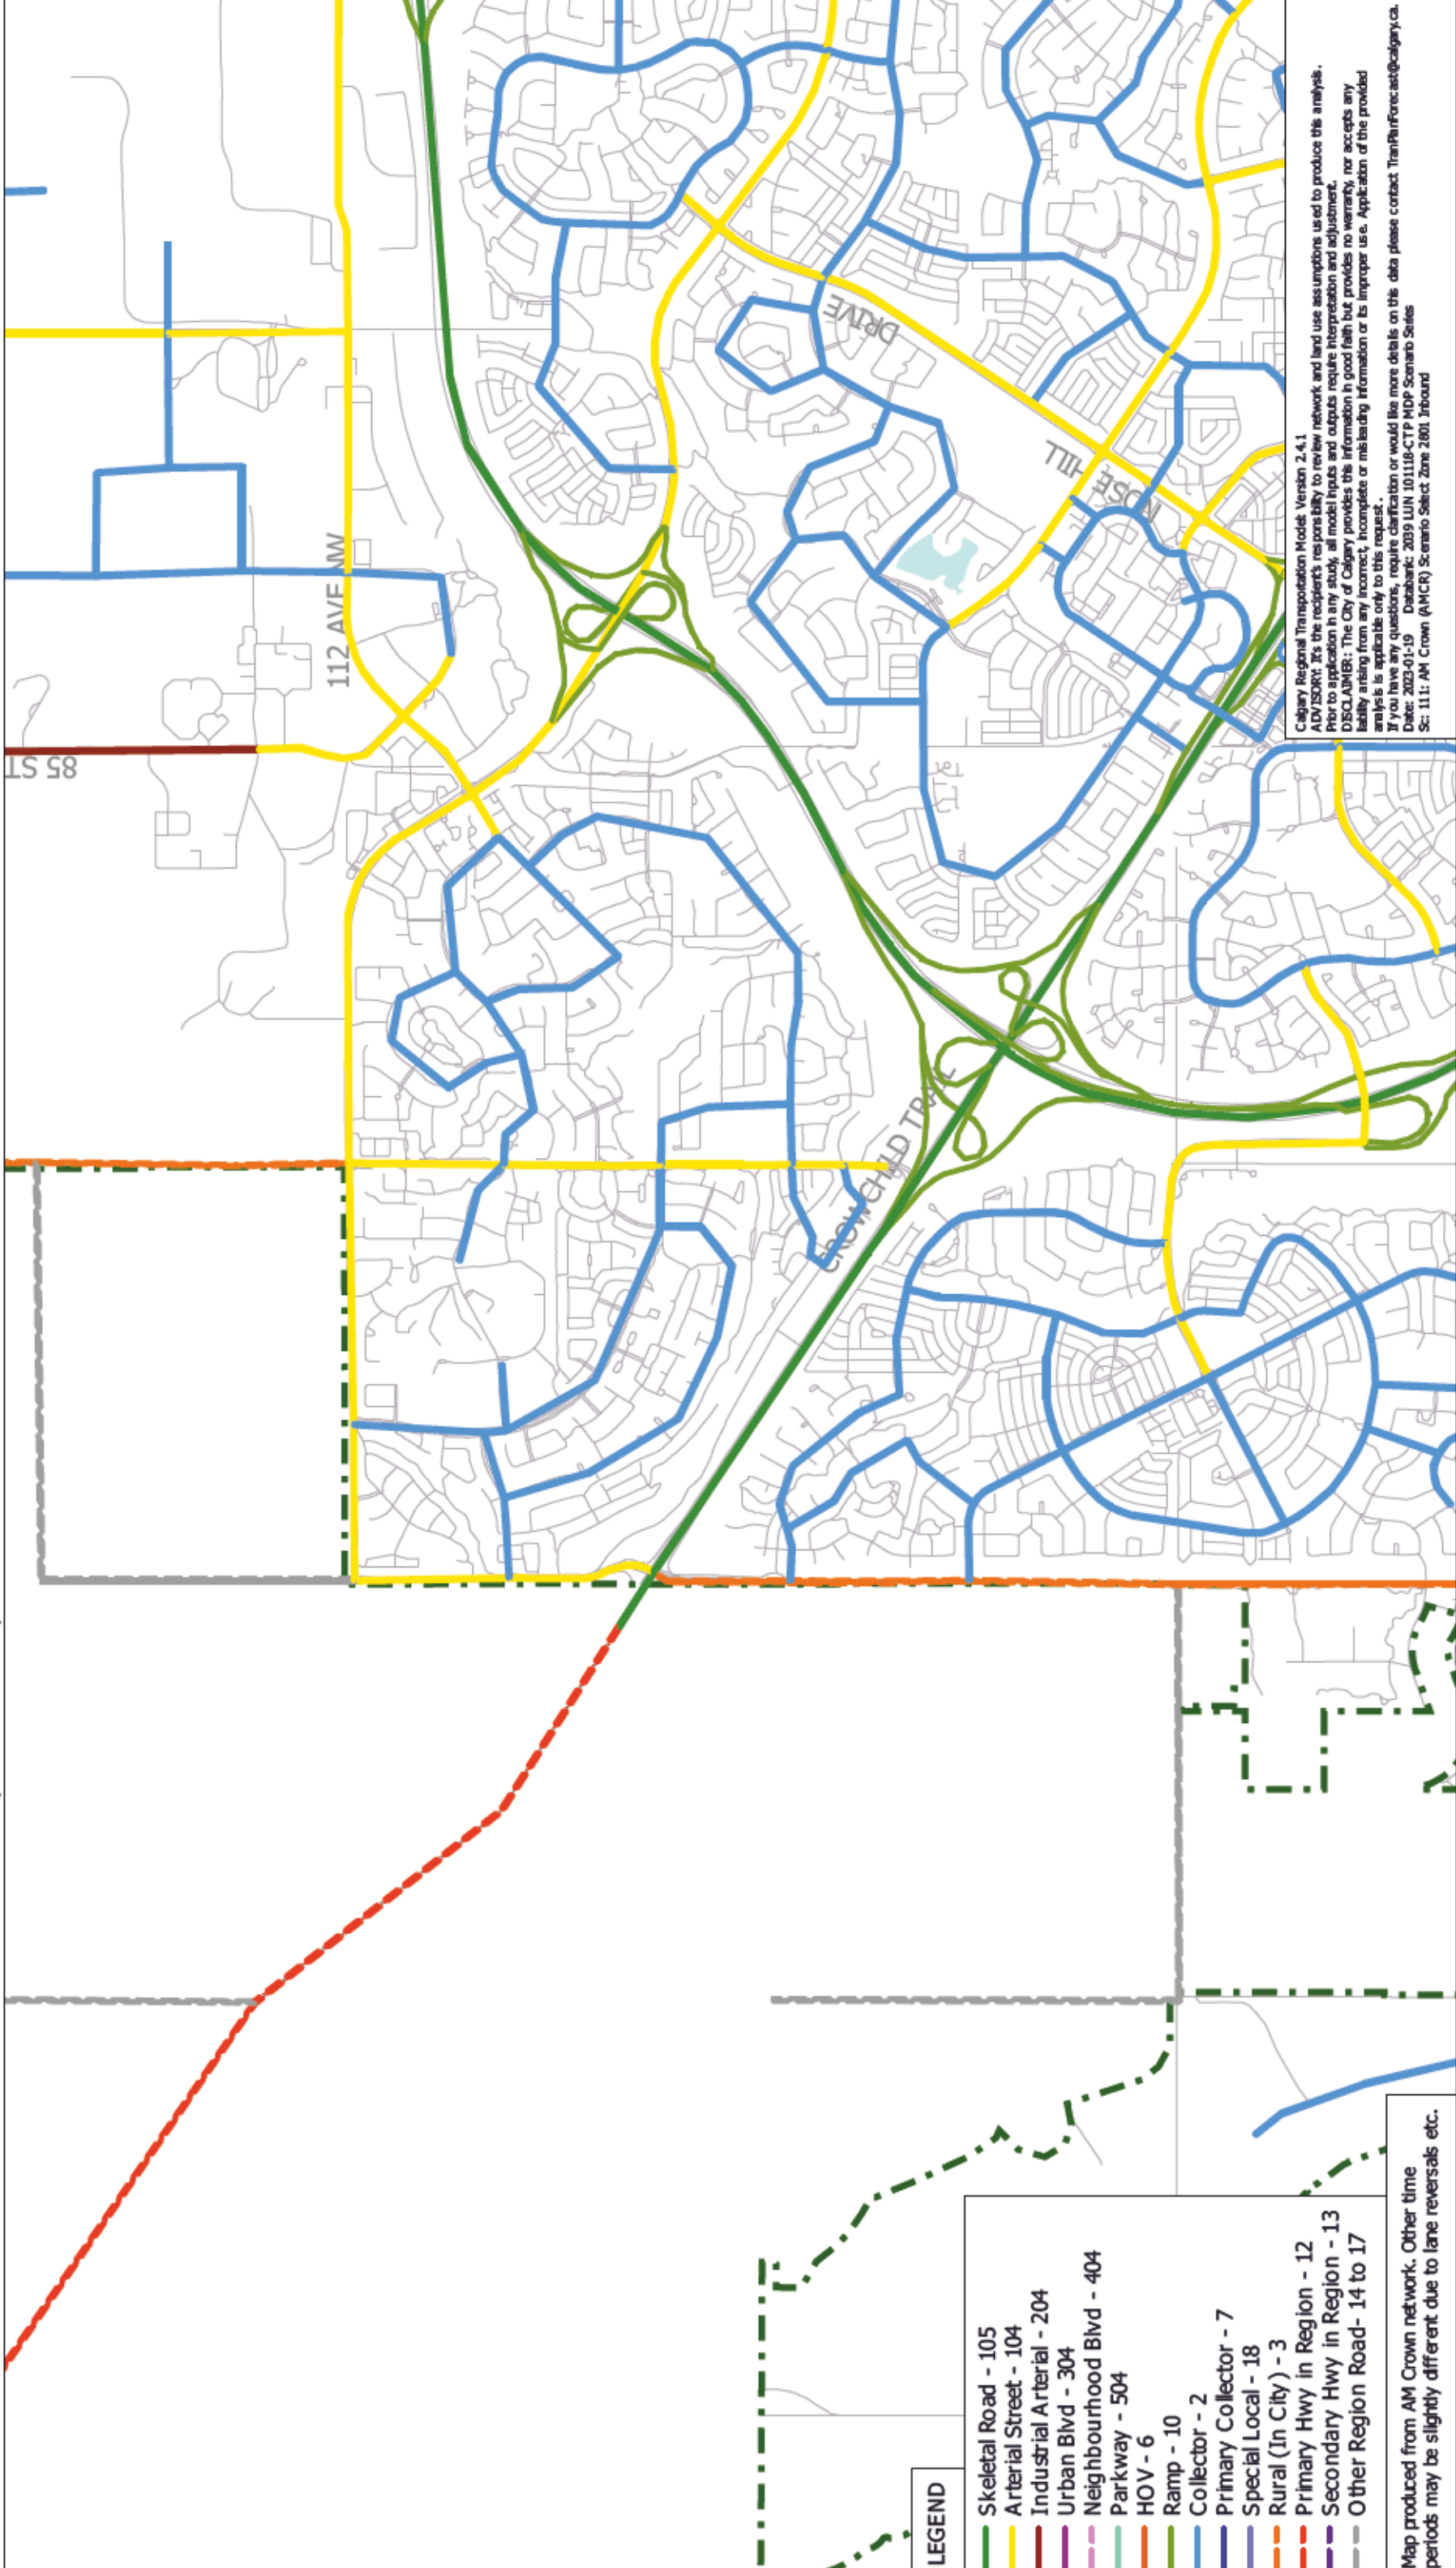 85 ST
112 AVE NW
DRIVE
NOSE HILL
CROWCHILD TRAIL
Calgary Regional Transportation Model: Version 2.4.1
ADVISORY: It's the recipient's responsibility to review network and land use assumptions used to produce this analysis.
Prior to application in any study, all model inputs and outputs require interpretation and adjustment.
DISCLAIMER: The City of Calgary provides this information in good faith but provides no warranty, nor accepts any
liability arising from any incorrect, incomplete or misleading information or its improper use. Application of the provided
analysis is applicable only to this request.
If you have any questions, require clarification or would like more details on this data please contact TranPlanForecast@calgary.ca.
Date: 2023-01-19 Databank: 2039 LUN 101118-CTP MDP Scenario Series
Sc: 111: AM Crown (AMCR) Scenario Select Zone 2801 Inbound
LEGEND
Skeletal Road - 105
Arterial Street - 104
Industrial Arterial - 204
Urban Blvd - 304
Neighbourhood Blvd - 404
Parkway - 504
HOV - 6
Ramp - 10
Collector - 2
Primary Collector - 7
Special Local - 18
Rural (In City) - 3
Primary Hwy in Region - 12
Secondary Hwy in Region - 13
Other Region Road- 14 to 17
Map produced from AM Crown network. Other time
periods may be slightly different due to lane reversals etc.